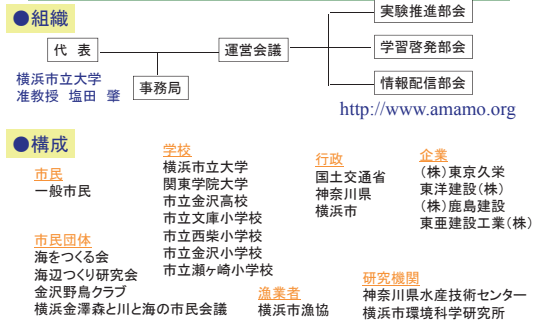 ●組織
実験推進部会
代　表
運営会議
学習啓発部会
事務局
情報配信部会
横浜市立大学
准教授　塩田　肇
http://www.amamo.org
●構成
市民
一般市民
市民団体
海をつくる会
海辺つくり研究会
金沢野鳥クラブ
横浜金澤森と川と海の市民会議
学校
横浜市立大学
関東学院大学
市立金沢高校
市立文庫小学校
市立西柴小学校
市立金沢小学校
市立瀬ヶ崎小学校
漁業者
横浜市漁協
行政
国土交通省
神奈川県
横浜市
企業
(株)東京久栄
東洋建設(株)
(株)鹿島建設
東亜建設工業(株)
研究機関
神奈川県水産技術センター
横浜市環境科学研究所